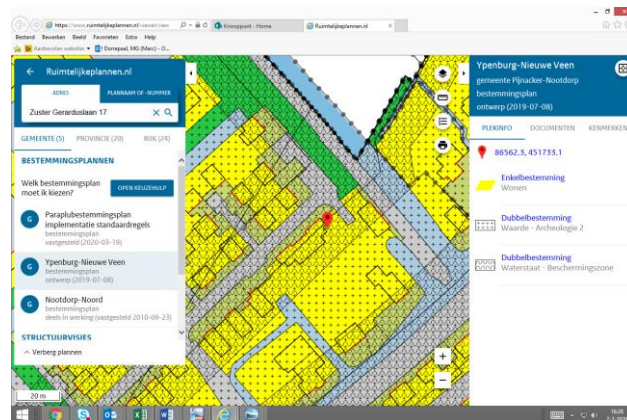 https://www.ruimtelijkeplannen.nl/viewer/view
Knooppunt - Home
Ruimtelijkeplannen.nl
Bestand Bewerken Beeld Favorieten Extra Help
Aanbevolen websites
Dorrepaal, MG (Marc) - O...
Ruimtelijkeplannen.nl
ADRES
PLANNAAM OF -NUMMER
Zuster Gerarduslaan 17
GEMEENTE (5) PROVINCIE (20) RIJK (24)
BESTEMMINGSPLANNEN
Welk bestemmingsplan
moet ik kiezen?
OPEN KEUZEHULP
G
Paraplubestemmingsplan
implementatie standaardregels
bestemmingsplan
vastgesteld (2020-03-19)
G
Ypenburg-Nieuwe Veen
bestemmingsplan
ontwerp (2019-07-08)
G
Nootdorp-Noord
bestemmingsplan
deels in werking (vastgesteld 2010-09-23)
STRUCTUURVISIES
Verberg plannen
20 m
Ypenburg-Nieuwe Veen
gemeente Pijnacker-Nootdorp
bestemmingsplan
ontwerp (2019-07-08)
PLEKINFO DOCUMENTEN KENMERKEN
86562.3, 451733.1
Enkelbestemming
Wonen
Dubbelbestemming
Waarde - Archeologie 2
Dubbelbestemming
Waterstaat - Beschermingszone